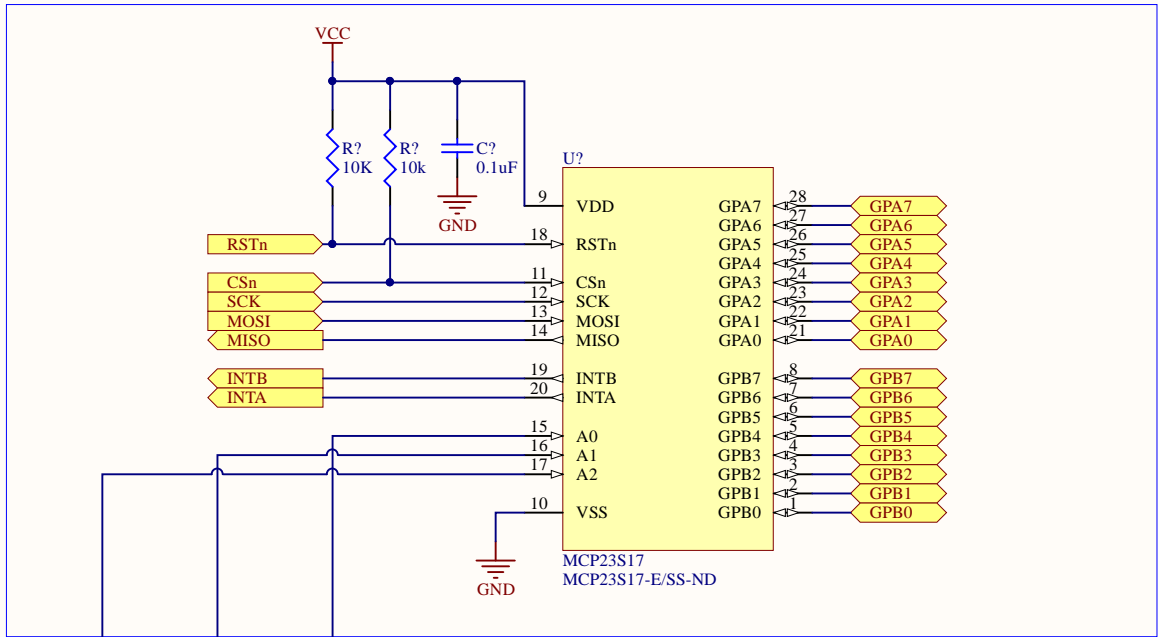 VCC
R?
10K
R?
10k
C?
0.1uF
GND
U?
9 VDD
18 RSTn
11 CSn
12 SCK
13 MOSI
14 MISO
19 INTB
20 INTA
15 A0
16 A1
17 A2
10 VSS
RSTn
CSn
SCK
MOSI
MISO
INTB
INTA
GPA7 28 GPA7
GPA6 27 GPA6
GPA5 26 GPA5
GPA4 25 GPA4
GPA3 24 GPA3
GPA2 23 GPA2
GPA1 22 GPA1
GPA0 21 GPA0
GPB7 8 GPB7
GPB6 7 GPB6
GPB5 6 GPB5
GPB4 5 GPB4
GPB3 4 GPB3
GPB2 3 GPB2
GPB1 2 GPB1
GPB0 1 GPB0
GND
MCP23S17
MCP23S17-E/SS-ND